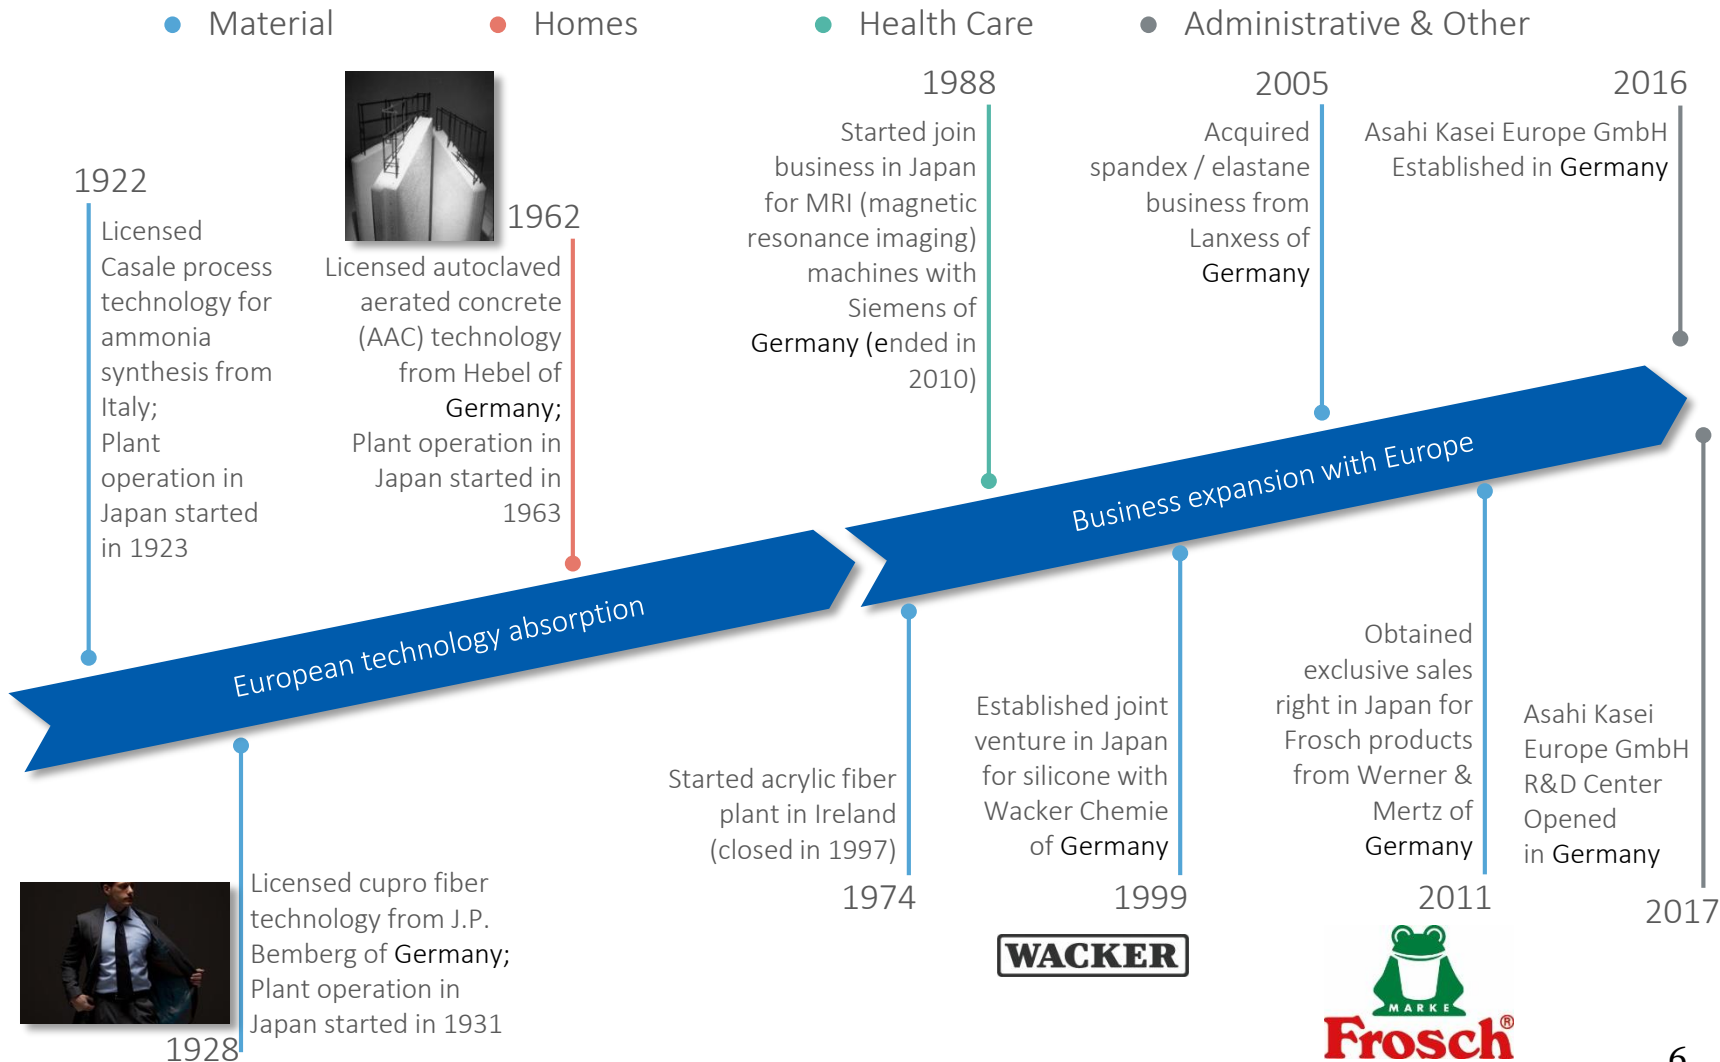 Material
Homes
Health Care
Administrative & Other
1922
Licensed
Casale process
technology for
ammonia
synthesis from
Italy;
Plant
operation in
Japan started
in 1923
1962
Licensed autoclaved
aerated concrete
(AAC) technology
from Hebel of
Germany;
Plant operation in
Japan started in
1963
1988
Started join
business in Japan
for MRI (magnetic
resonance imaging)
machines with
Siemens of
Germany (ended in
2010)
2005
Acquired
spandex / elastane
business from
Lanxess of
Germany
2016
Asahi Kasei Europe GmbH
Established in Germany
European technology absorption
Business expansion with Europe
Licensed cupro fiber
technology from J.P.
Bemberg of Germany;
Plant operation in
Japan started in 1931
1928
Started acrylic fiber
plant in Ireland
(closed in 1997)
1974
Established joint
venture in Japan
for silicone with
Wacker Chemie
of Germany
1999
WACKER
Obtained
exclusive sales
right in Japan for
Frosch products
from Werner &
Mertz of
Germany
2011
MARKE
Frosch®
Asahi Kasei
Europe GmbH
R&D Center
Opened
in Germany
2017
6